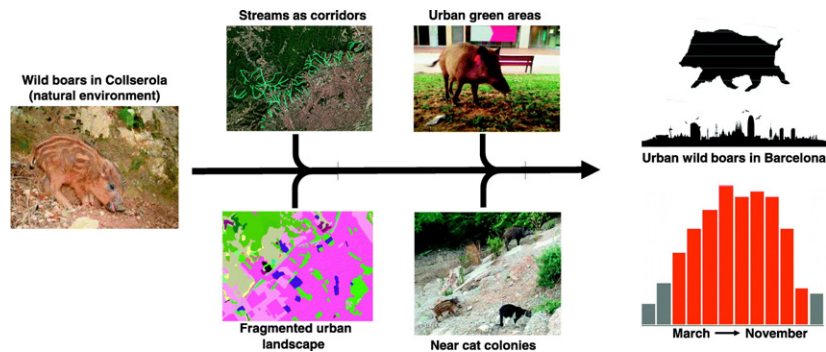 Streams as corridors
Urban green areas
Wild boars in Collserola
(natural environment)
Urban wild boars in Barcelona
Fragmented urban
landscape
Near cat colonies
March
November